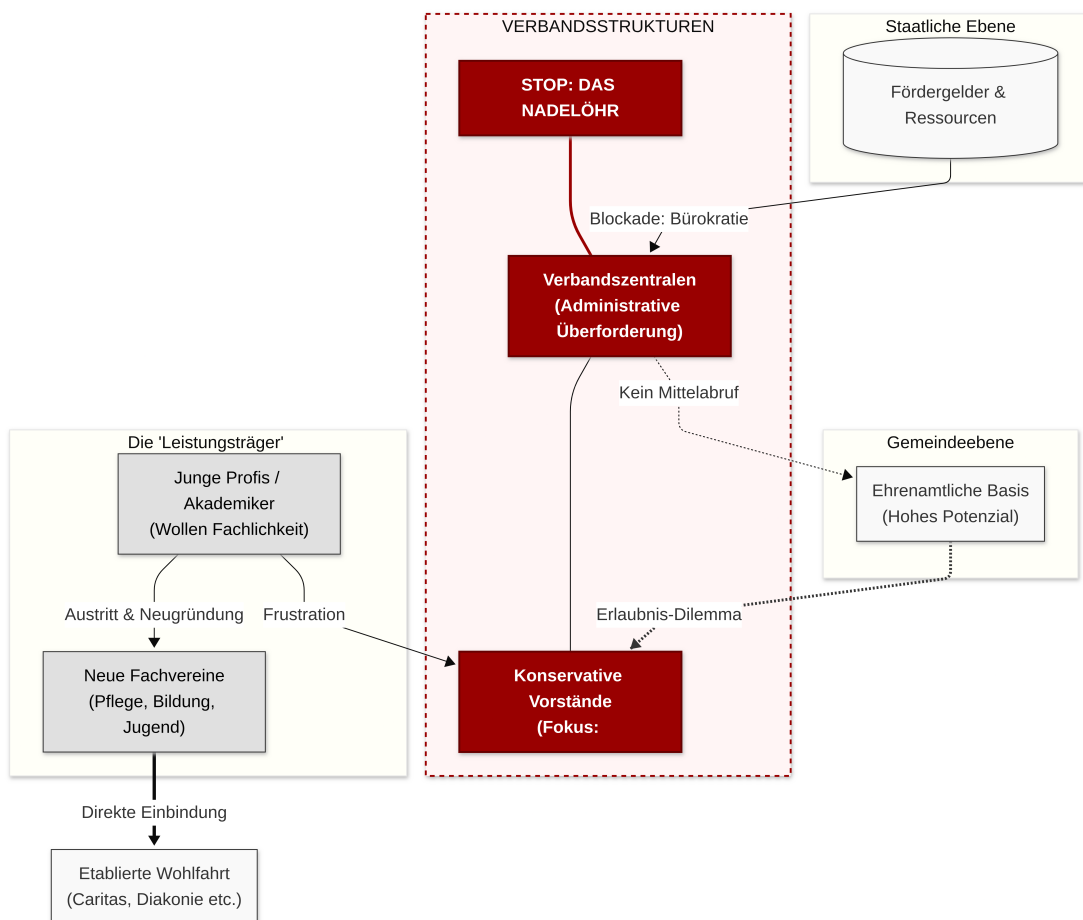 VERBANDSSTRUKTUREN
Staatliche Ebene
STOP: DAS
NADELÖHR
Fördergelder &
Ressourcen
Blockade: Bürokratie
Verbandszentralen
(Administrative
Überforderung)
Kein Mittelabruf
Die 'Leistungsträger'
Junge Profis /
Akademiker
(Wollen Fachlichkeit)
Gemeindeebene
Ehrenamtliche Basis
(Hohes Potenzial)
Austritt & Neugründung
Frustration
Erlaubnis-Dilemma
Neue Fachvereine
(Pflege, Bildung,
Jugend)
Konservative
Vorstände
(Fokus:
Direkte Einbindung
Etablierte Wohlfahrt
(Caritas, Diakonie etc.)